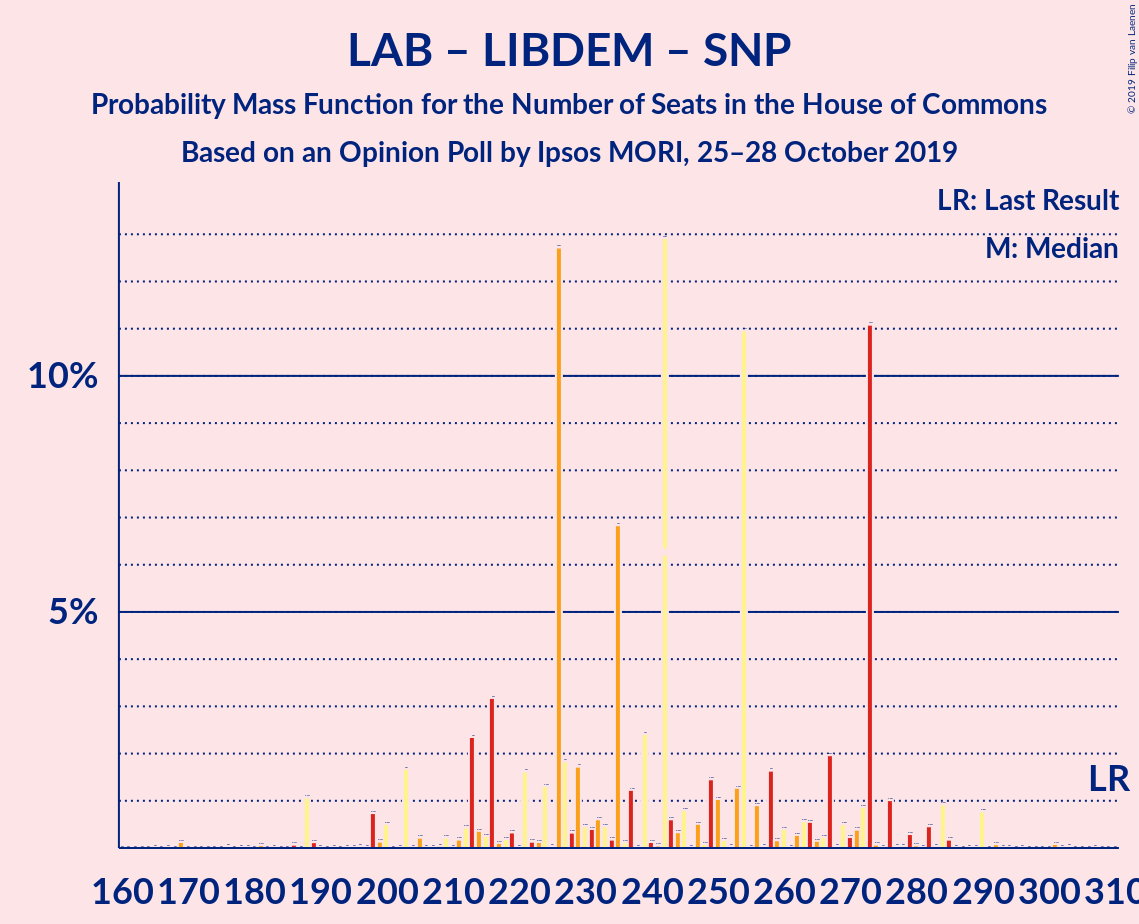 LAB – LIBDEM – SNP
Probability Mass Function for the Number of Seats in the House of Commons
Based on an Opinion Poll by Ipsos MORI, 25–28 October 2019
© 2019 Filip van Laenen
LR: Last Result
M: Median
10%
5%
LR
160 170 180 190 200 210 220 230 240 250 260 270 280 290 300 310